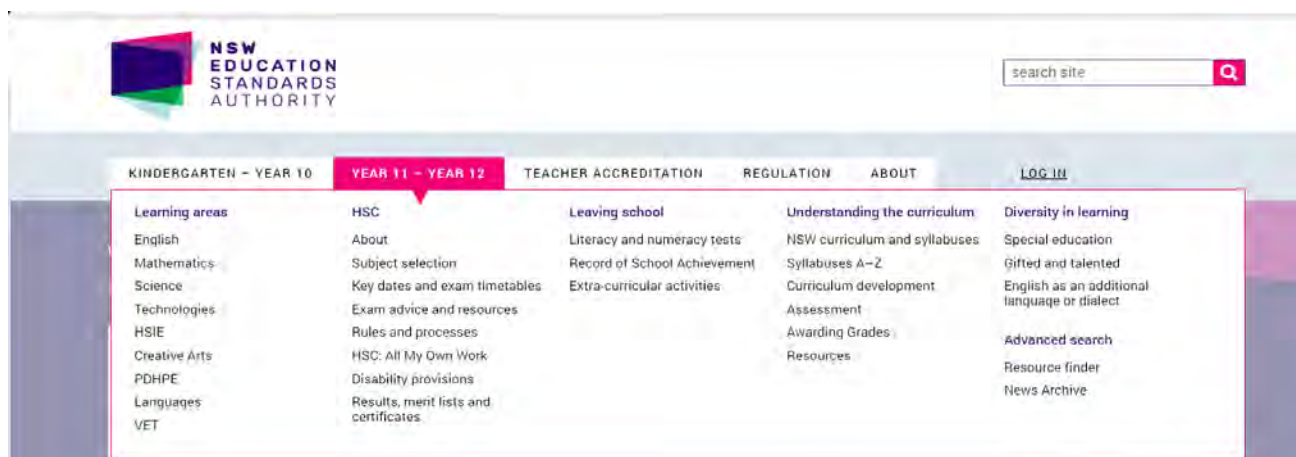 NSW
EDUCATION
STANDARDS
AUTHORITY
search site
KINDERGARTEN – YEAR 10
YEAR 11 – YEAR 12
TEACHER ACCREDITATION
REGULATION
ABOUT
LOG IN
Learning areas
English
Mathematics
Science
Technologies
HSIE
Creative Arts
PDHPE
Languages
VET
HSC
About
Subject selection
Key dates and exam timetables
Exam advice and resources
Rules and processes
HSC: All My Own Work
Disability provisions
Results, merit lists and
certificates
Leaving school
Literacy and numeracy tests
Record of School Achievement
Extra-curricular activities
Understanding the curriculum
NSW curriculum and syllabuses
Syllabuses A–Z
Curriculum development
Assessment
Awarding Grades
Resources
Diversity in learning
Special education
Gifted and talented
English as an additional
language or dialect
Advanced search
Resource finder
News Archive